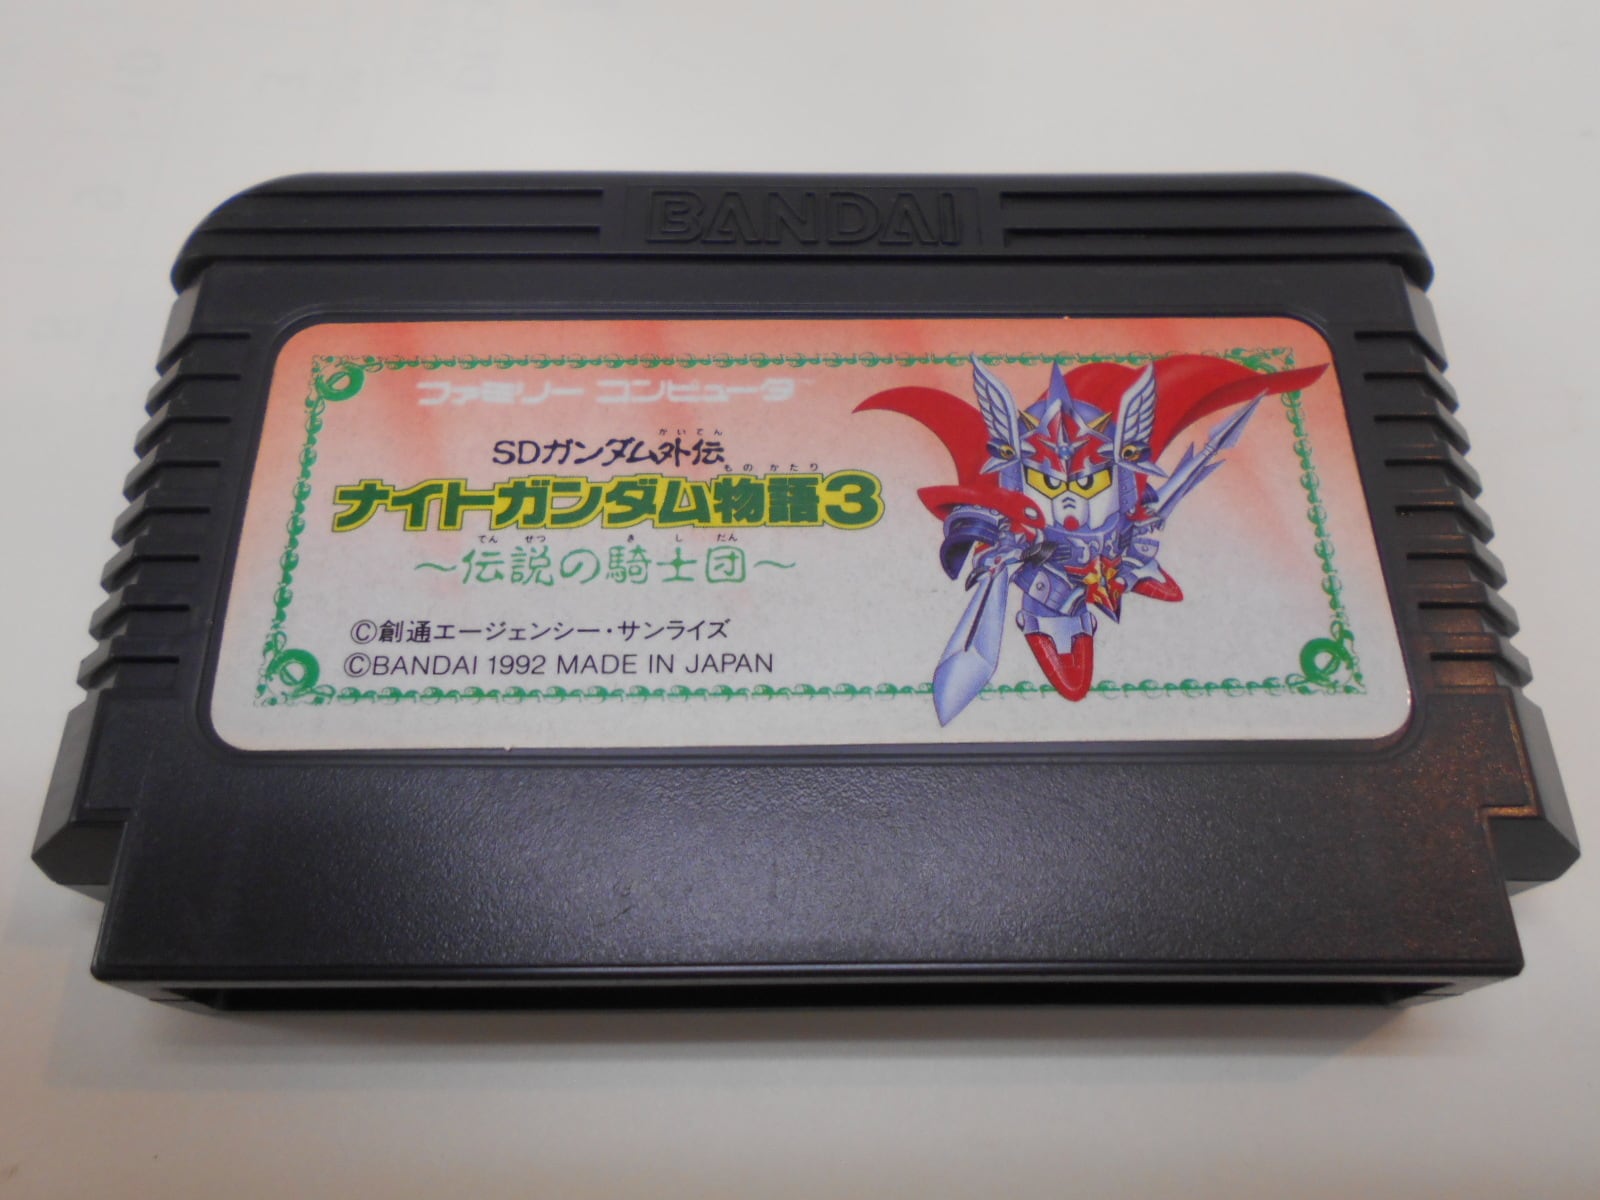 BANDAI
ファミリーコンピュータ™
がいでん
SDガンダム外伝
ものがたり
ナイトガンダム物語3
でんせつ きしだん
～伝説の騎士団～
©創通エージェンシー・サンライズ
©BANDAI 1992 MADE IN JAPAN